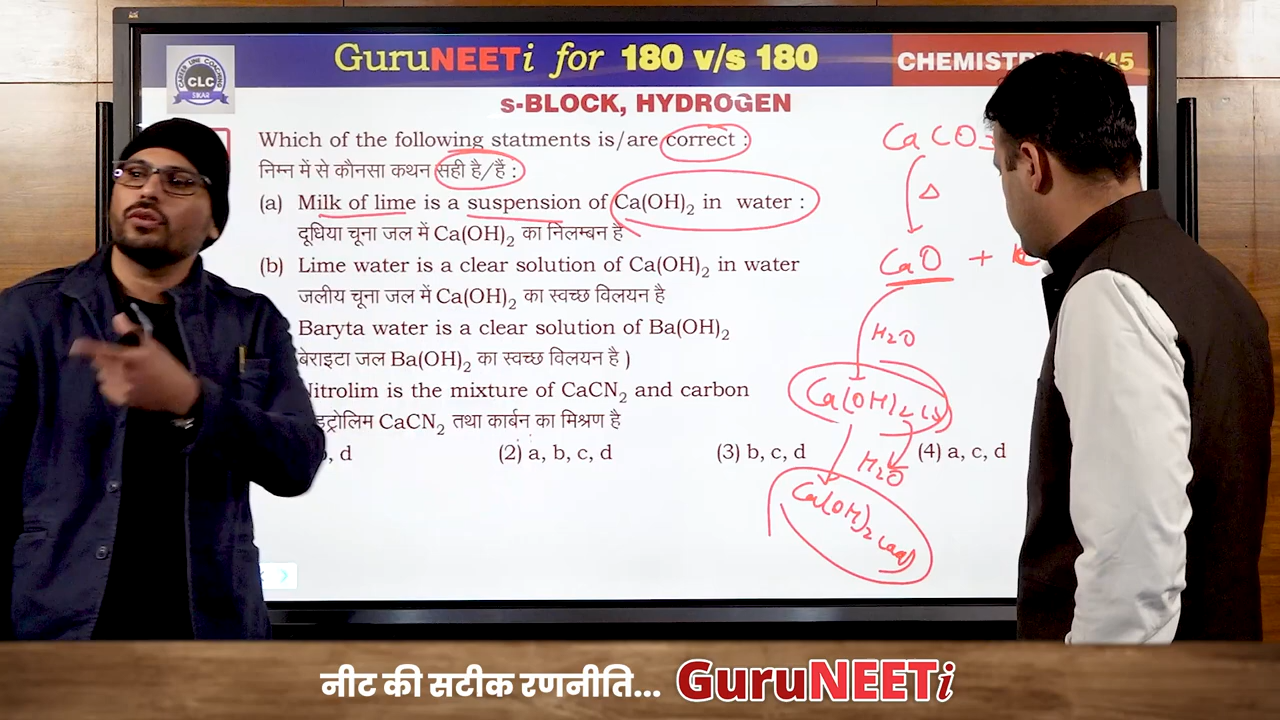 GuruNEETi for 180 v/s 180
CAREER LINE COACHING
CLC
SIKAR
s-BLOCK, HYDROGEN
Which of the following statments is/are correct :
निम्न में से कौनसा कथन सही है/हैं :
(a) Milk of lime is a suspension of Ca(OH)₂ in water :
दूधिया चूना जल में Ca(OH)₂ का निलम्बन है
(b) Lime water is a clear solution of Ca(OH)₂ in water
जलीय चूना जल में Ca(OH)₂ का स्वच्छ विलयन है
Baryta water is a clear solution of Ba(OH)₂
बेराइटा जल Ba(OH)₂ का स्वच्छ विलयन है )
Nitrolim is the mixture of CaCN₂ and carbon
CaCN₂ तथा कार्बन का मिश्रण है
, d (2) a, b, c, d (3) b, c, d (4) a, c, d
CaCO₃
Δ
CaO +
H₂O
Ca(OH)₂ (s)
H₂O
Ca(OH)₂ (aq)
नीट की सटीक रणनीति... GuruNEETi